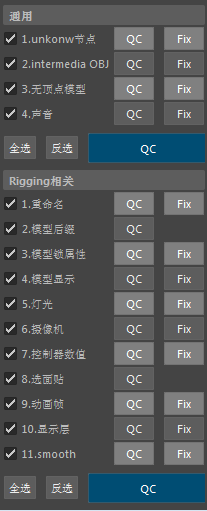 通用
1.unkonw节点 QC Fix
2.intermedia OBJ QC Fix
3.无顶点模型 QC Fix
4.声音 QC Fix
全选 反选 QC
Rigging相关
1.重命名 QC Fix
2.模型后缀 QC
3.模型锁属性 QC Fix
4.模型显示 QC Fix
5.灯光 QC Fix
6.摄像机 QC Fix
7.控制器数值 QC Fix
8.选面贴 QC
9.动画帧 QC Fix
10.显示层 QC Fix
11.smooth QC Fix
全选 反选 QC